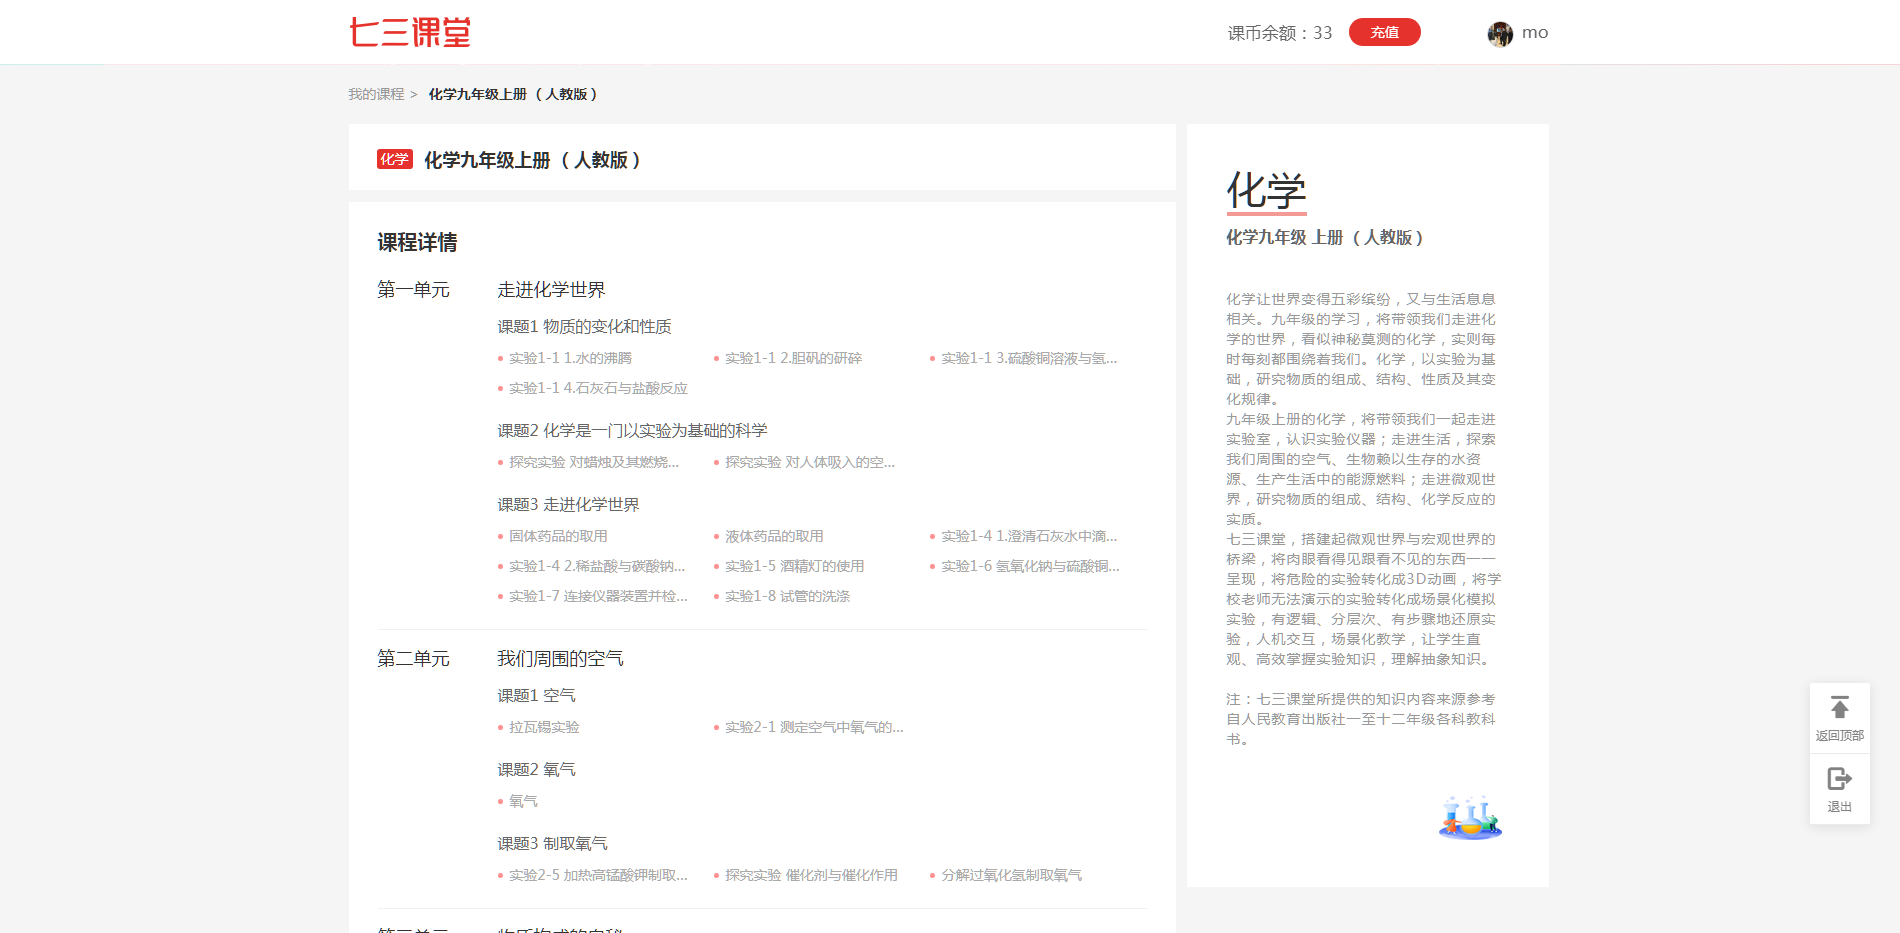 七三课堂
课币余额：33
充值
mo
我的课程 > 化学九年级上册（人教版）
化学 化学九年级上册（人教版）
课程详情
第一单元 走进化学世界
课题1 物质的变化和性质
实验1-1 1.水的沸腾 实验1-1 2.胆矾的研碎 实验1-1 3.硫酸铜溶液与氢...
实验1-1 4.石灰石与盐酸反应
课题2 化学是一门以实验为基础的科学
探究实验 对蜡烛及其燃烧... 探究实验 对人体吸入的空...
课题3 走进化学世界
固体药品的取用 液体药品的取用 实验1-4 1.澄清石灰水中滴...
实验1-4 2.稀盐酸与碳酸钠... 实验1-5 酒精灯的使用 实验1-6 氢氧化钠与硫酸铜...
实验1-7 连接仪器装置并检... 实验1-8 试管的洗涤
第二单元 我们周围的空气
课题1 空气
拉瓦锡实验 实验2-1 测定空气中氧气的...
课题2 氧气
氧气
课题3 制取氧气
实验2-5 加热高锰酸钾制取... 探究实验 催化剂与催化作用 分解过氧化氢制取氧气
化学
化学九年级 上册（人教版）
化学让世界变得五彩缤纷，又与生活息息
相关。九年级的学习，将带领我们走进化
学的世界，看似神秘莫测的化学，实则每
时每刻都围绕着我们。化学，以实验为基
础，研究物质的组成、结构、性质及其变
化规律。
九年级上册的化学，将带领我们一起走进
实验室，认识实验仪器；走进生活，探索
我们周围的空气、生物赖以生存的水资
源、生产生活中的能源燃料；走进微观世
界，研究物质的组成、结构、化学反应的
实质。
七三课堂，搭建起微观世界与宏观世界的
桥梁，将肉眼看得见跟看不见的东西一一
呈现，将危险的实验转化成3D动画，将学
校老师无法演示的实验转化成场景化模拟
实验，有逻辑、分层次、有步骤地还原实
验，人机交互，场景化教学，让学生直
观、高效掌握实验知识，理解抽象知识。
注：七三课堂所提供的知识内容来源参考
自人民教育出版社一至十二年级各科教科
书。
返回顶部
退出